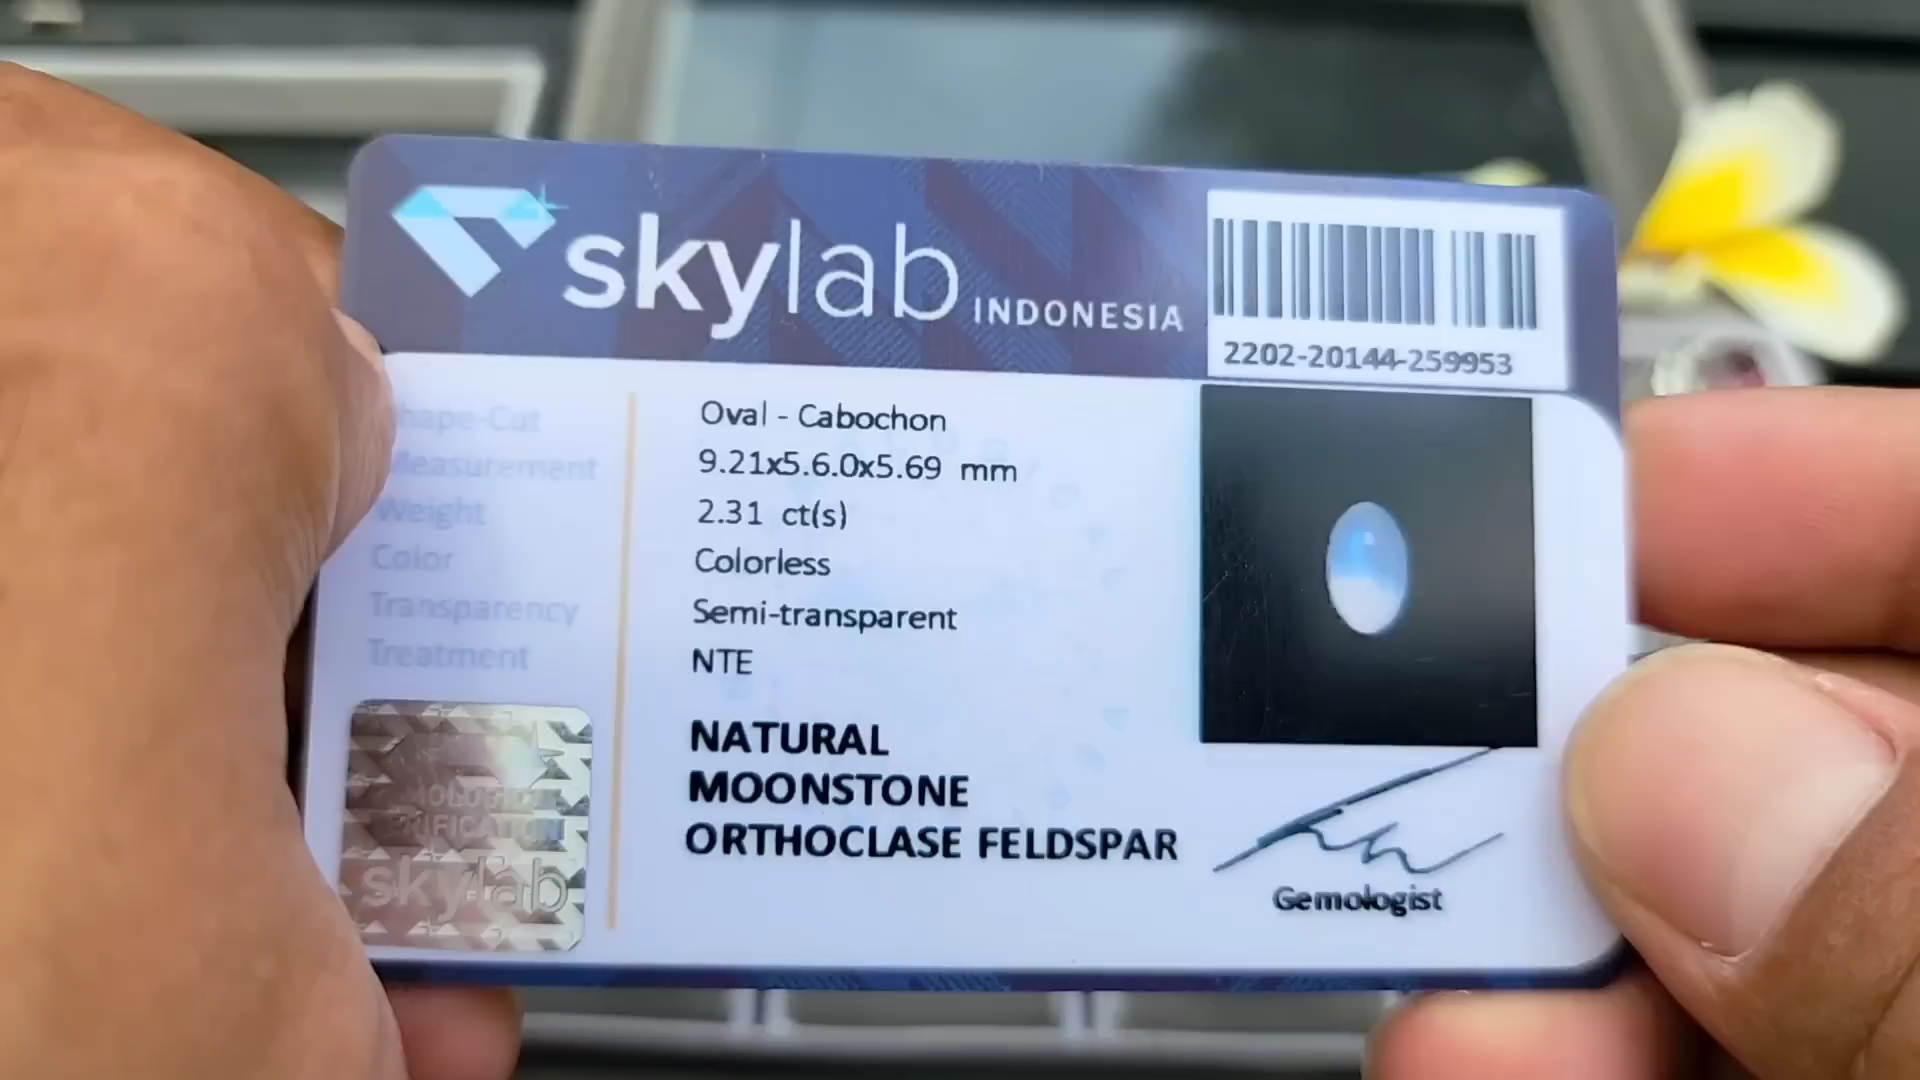 skylab INDONESIA
2202-20144-259953
Shape-Cut Oval - Cabochon
Measurement 9.21x5.6.0x5.69 mm
Weight 2.31 ct(s)
Color Colorless
Transparency Semi-transparent
Treatment NTE
NATURAL
MOONSTONE
ORTHOCLASE FELDSPAR
skylab
Gemologist